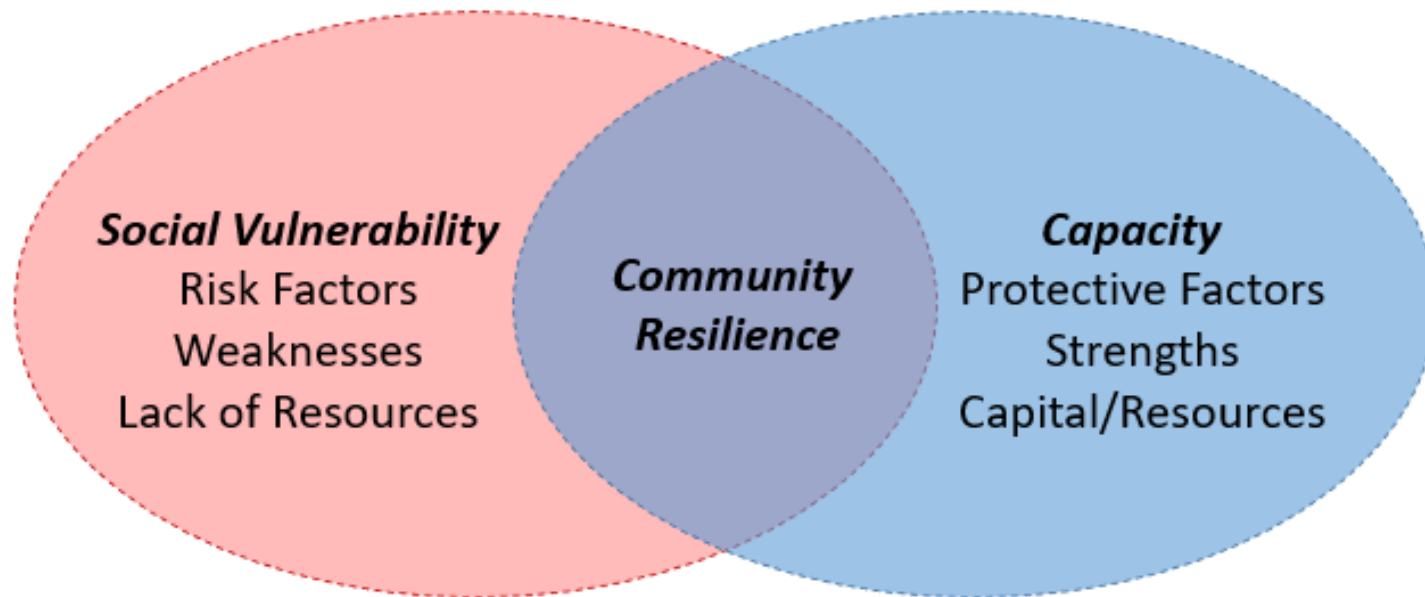 Social Vulnerability
Risk Factors
Weaknesses
Lack of Resources
Community
Resilience
Capacity
Protective Factors
Strengths
Capital/Resources